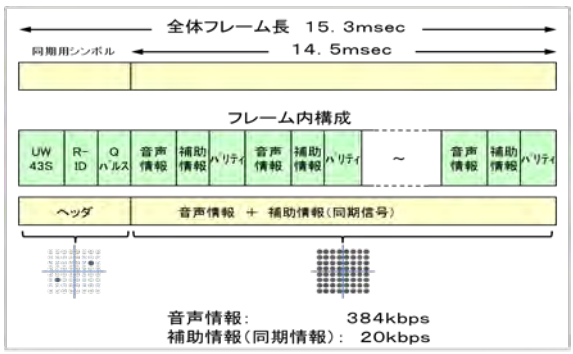 全体フレーム長 15.3msec
同期用シンボル 14.5msec
フレーム内構成
UW 43S R-ID Qパルス 音声情報 補助情報 パリティ 音声情報 補助情報 パリティ ～ 音声情報 補助情報 パリティ
ヘッダ 音声情報 + 補助情報(同期信号)
音声情報: 384kbps
補助情報(同期情報): 20kbps